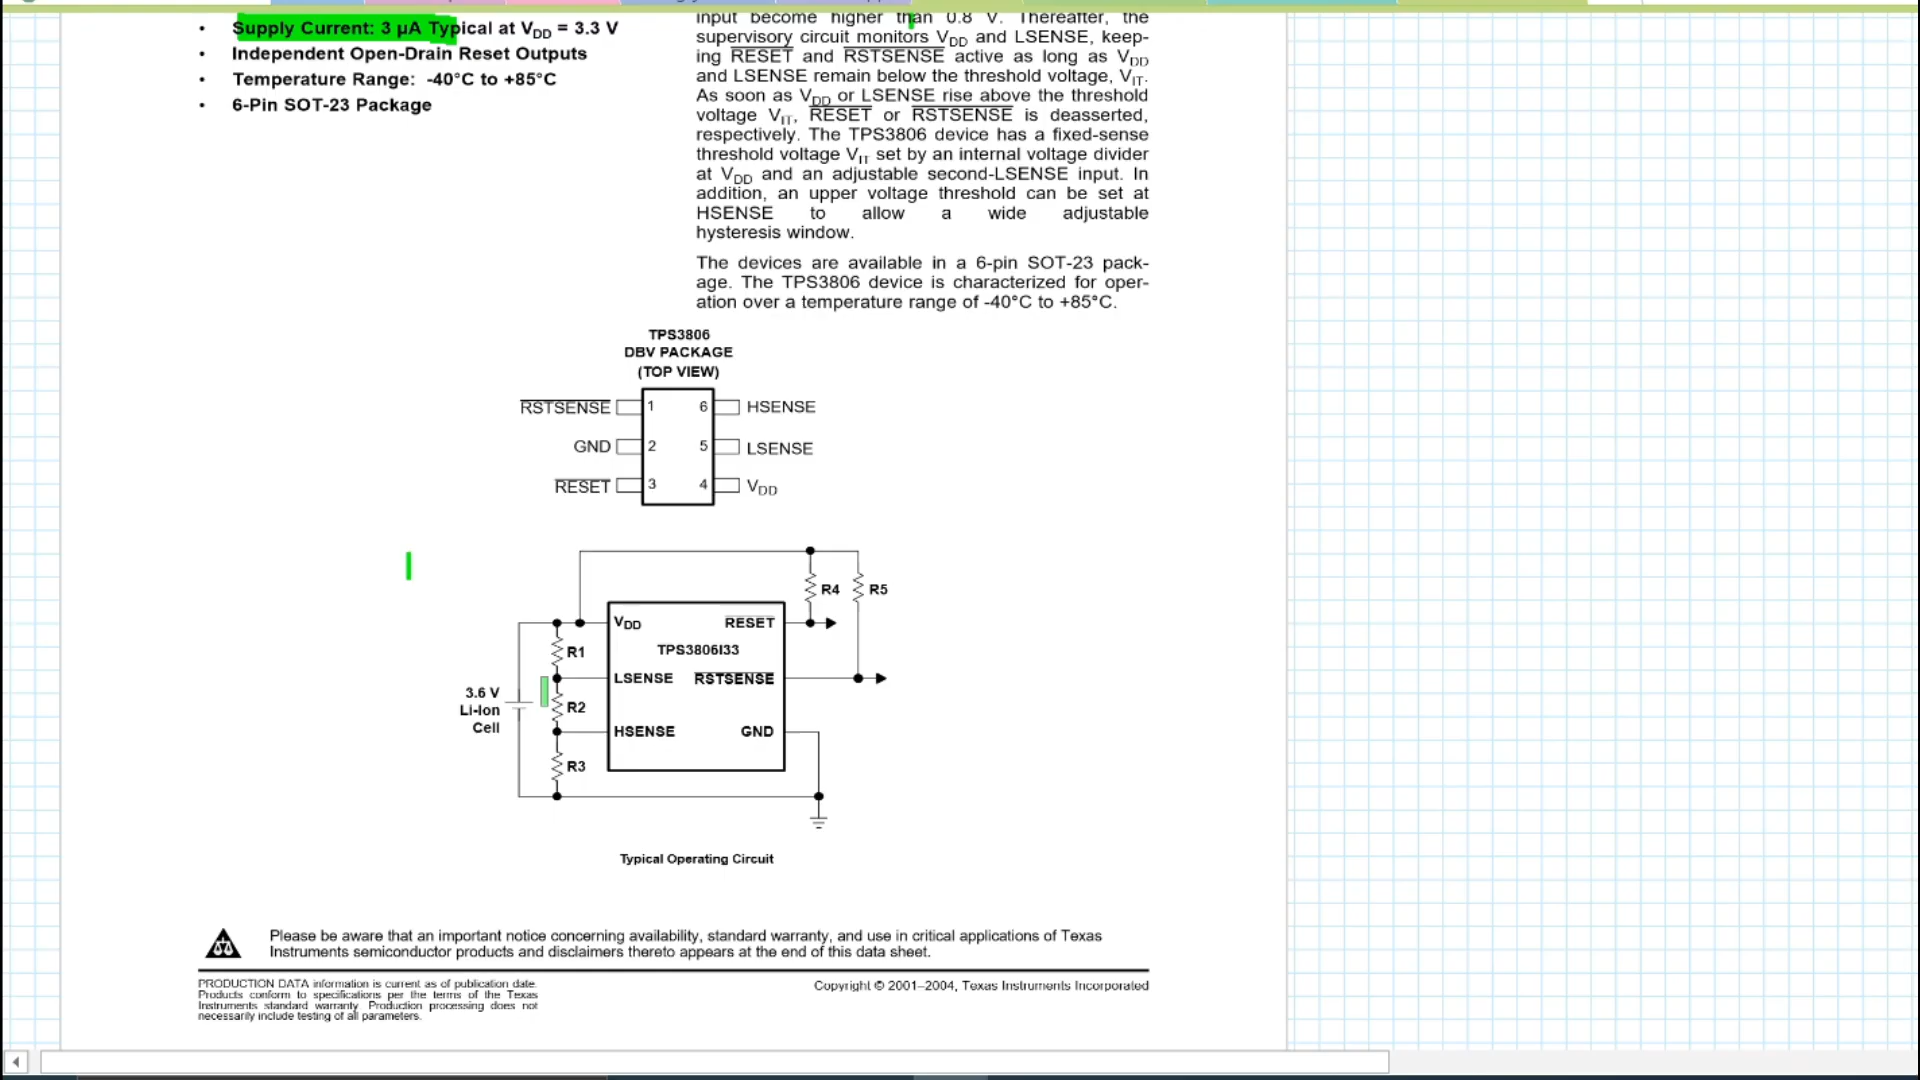 • Supply Current: 3 µA Typical at VDD = 3.3 V
• Independent Open-Drain Reset Outputs
• Temperature Range: -40°C to +85°C
• 6-Pin SOT-23 Package
input become higher than 0.8 V. Thereafter, the
supervisory circuit monitors VDD and LSENSE, keep-
ing RESET and RSTSENSE active as long as VDD
and LSENSE remain below the threshold voltage, VIT.
As soon as VDD or LSENSE rise above the threshold
voltage VIT, RESET or RSTSENSE is deasserted,
respectively. The TPS3806 device has a fixed-sense
threshold voltage VIT set by an internal voltage divider
at VDD and an adjustable second-LSENSE input. In
addition, an upper voltage threshold can be set at
HSENSE to allow a wide adjustable
hysteresis window.
The devices are available in a 6-pin SOT-23 pack-
age. The TPS3806 device is characterized for oper-
ation over a temperature range of -40°C to +85°C.
TPS3806
DBV PACKAGE
(TOP VIEW)
RSTSENSE 1 6 HSENSE
GND 2 5 LSENSE
RESET 3 4 VDD
R4 R5
VDD RESET
R1 TPS3806I33
LSENSE RSTSENSE
3.6 V
Li-Ion
Cell
R2
HSENSE GND
R3
Typical Operating Circuit
Please be aware that an important notice concerning availability, standard warranty, and use in critical applications of Texas
Instruments semiconductor products and disclaimers thereto appears at the end of this data sheet.
PRODUCTION DATA information is current as of publication date.
Products conform to specifications per the terms of the Texas
Instruments standard warranty. Production processing does not
necessarily include testing of all parameters.
Copyright © 2001–2004, Texas Instruments Incorporated